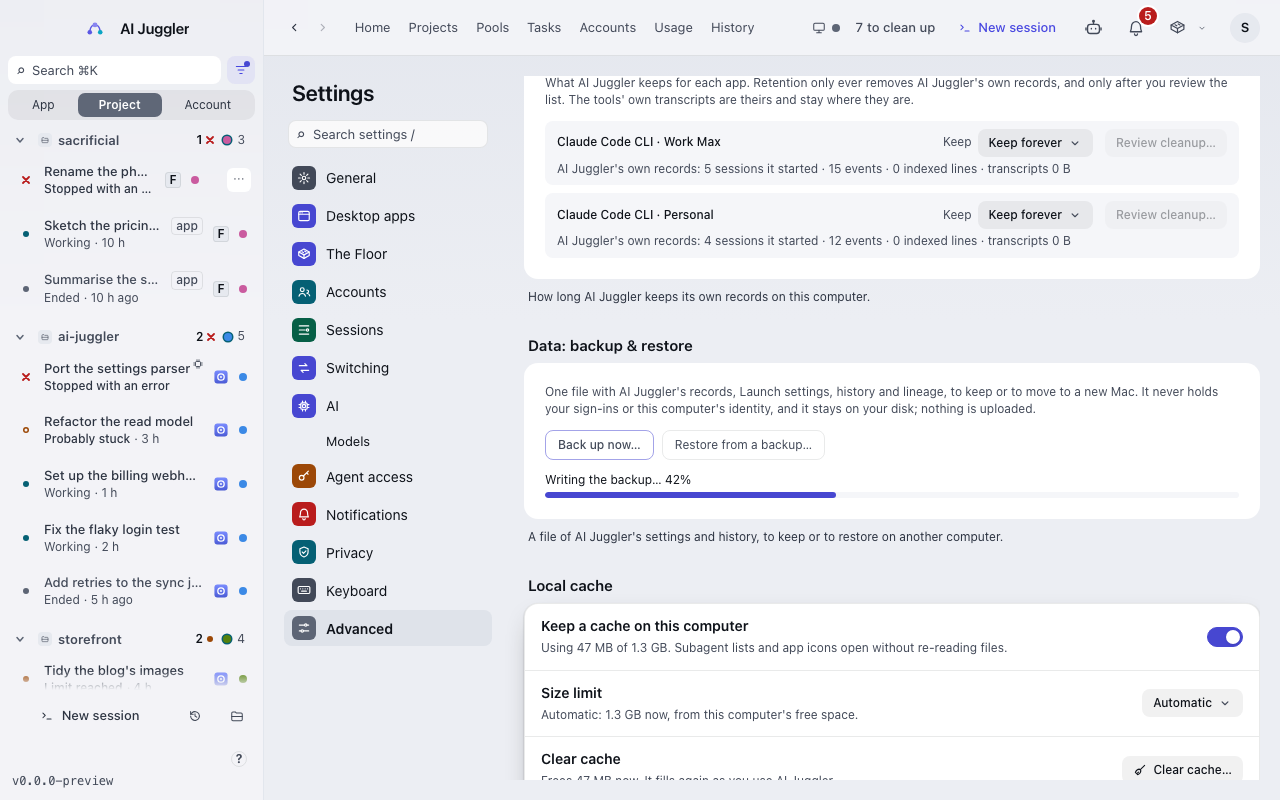 AI Juggler
Search ⌘K
App Project Account
sacrificial 1 3
Rename the ph...
Stopped with an ...
F
Sketch the pricin... app
Working · 10 h
F
Summarise the s... app
Ended · 10 h ago
F
ai-juggler 2 5
Port the settings parser
Stopped with an error
Refactor the read model
Probably stuck · 3 h
Set up the billing webh...
Working · 1 h
Fix the flaky login test
Working · 2 h
Add retries to the sync j...
Ended · 5 h ago
storefront 2 4
Tidy the blog's images
Limit reached · 4 h
New session
?
v0.0.0-preview
Home Projects Pools Tasks Accounts Usage History
7 to clean up
New session
5
S
Settings
Search settings /
General
Desktop apps
The Floor
Accounts
Sessions
Switching
AI
Models
Agent access
Notifications
Privacy
Keyboard
Advanced
What AI Juggler keeps for each app. Retention only ever removes AI Juggler's own records, and only after you review the
list. The tools' own transcripts are theirs and stay where they are.
Claude Code CLI · Work Max Keep Keep forever Review cleanup...
AI Juggler's own records: 5 sessions it started · 15 events · 0 indexed lines · transcripts 0 B
Claude Code CLI · Personal Keep Keep forever Review cleanup...
AI Juggler's own records: 4 sessions it started · 12 events · 0 indexed lines · transcripts 0 B
How long AI Juggler keeps its own records on this computer.
Data: backup & restore
One file with AI Juggler's records, Launch settings, history and lineage, to keep or to move to a new Mac. It never holds
your sign-ins or this computer's identity, and it stays on your disk; nothing is uploaded.
Back up now... Restore from a backup...
Writing the backup... 42%
A file of AI Juggler's settings and history, to keep or to restore on another computer.
Local cache
Keep a cache on this computer
Using 47 MB of 1.3 GB. Subagent lists and app icons open without re-reading files.
Size limit
Automatic: 1.3 GB now, from this computer's free space.
Automatic
Clear cache
Frees 47 MB now. It fills again as you use AI Juggler.
Clear cache...